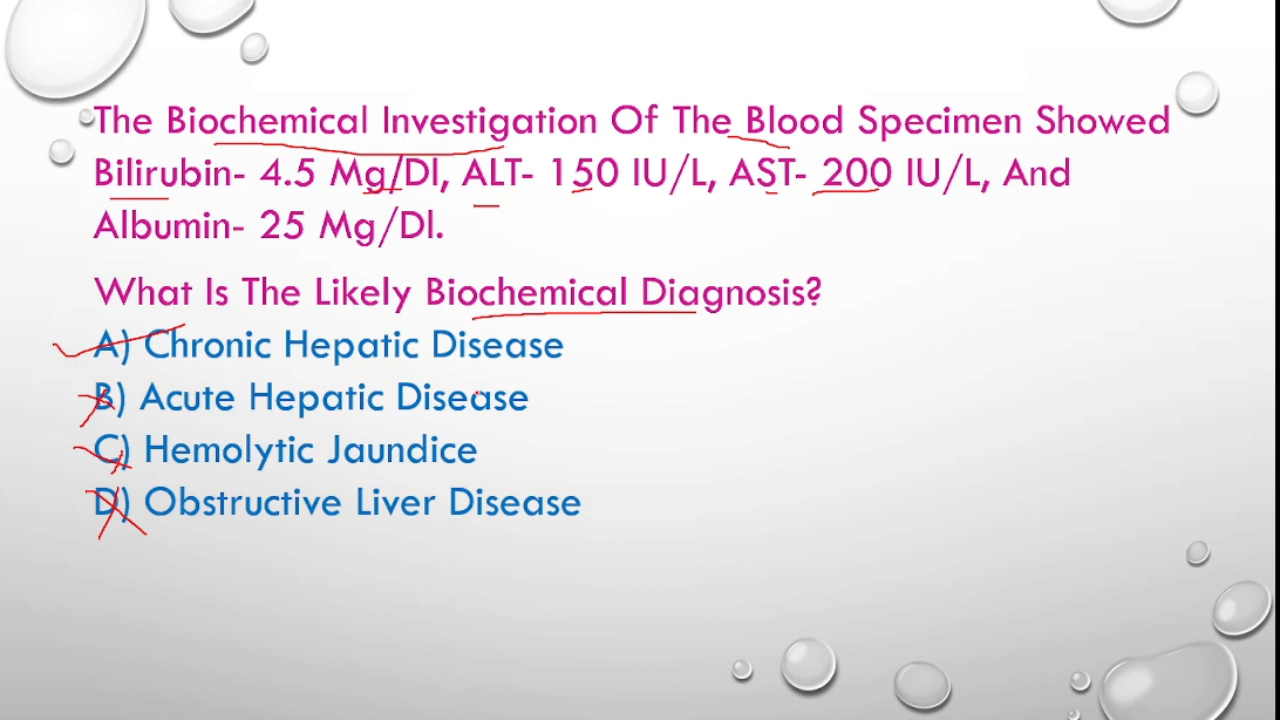 The Biochemical Investigation Of The Blood Specimen Showed
Bilirubin- 4.5 Mg/Dl, ALT- 150 IU/L, AST- 200 IU/L, And
Albumin- 25 Mg/Dl.
What Is The Likely Biochemical Diagnosis?
A) Chronic Hepatic Disease
B) Acute Hepatic Disease
C) Hemolytic Jaundice
D) Obstructive Liver Disease